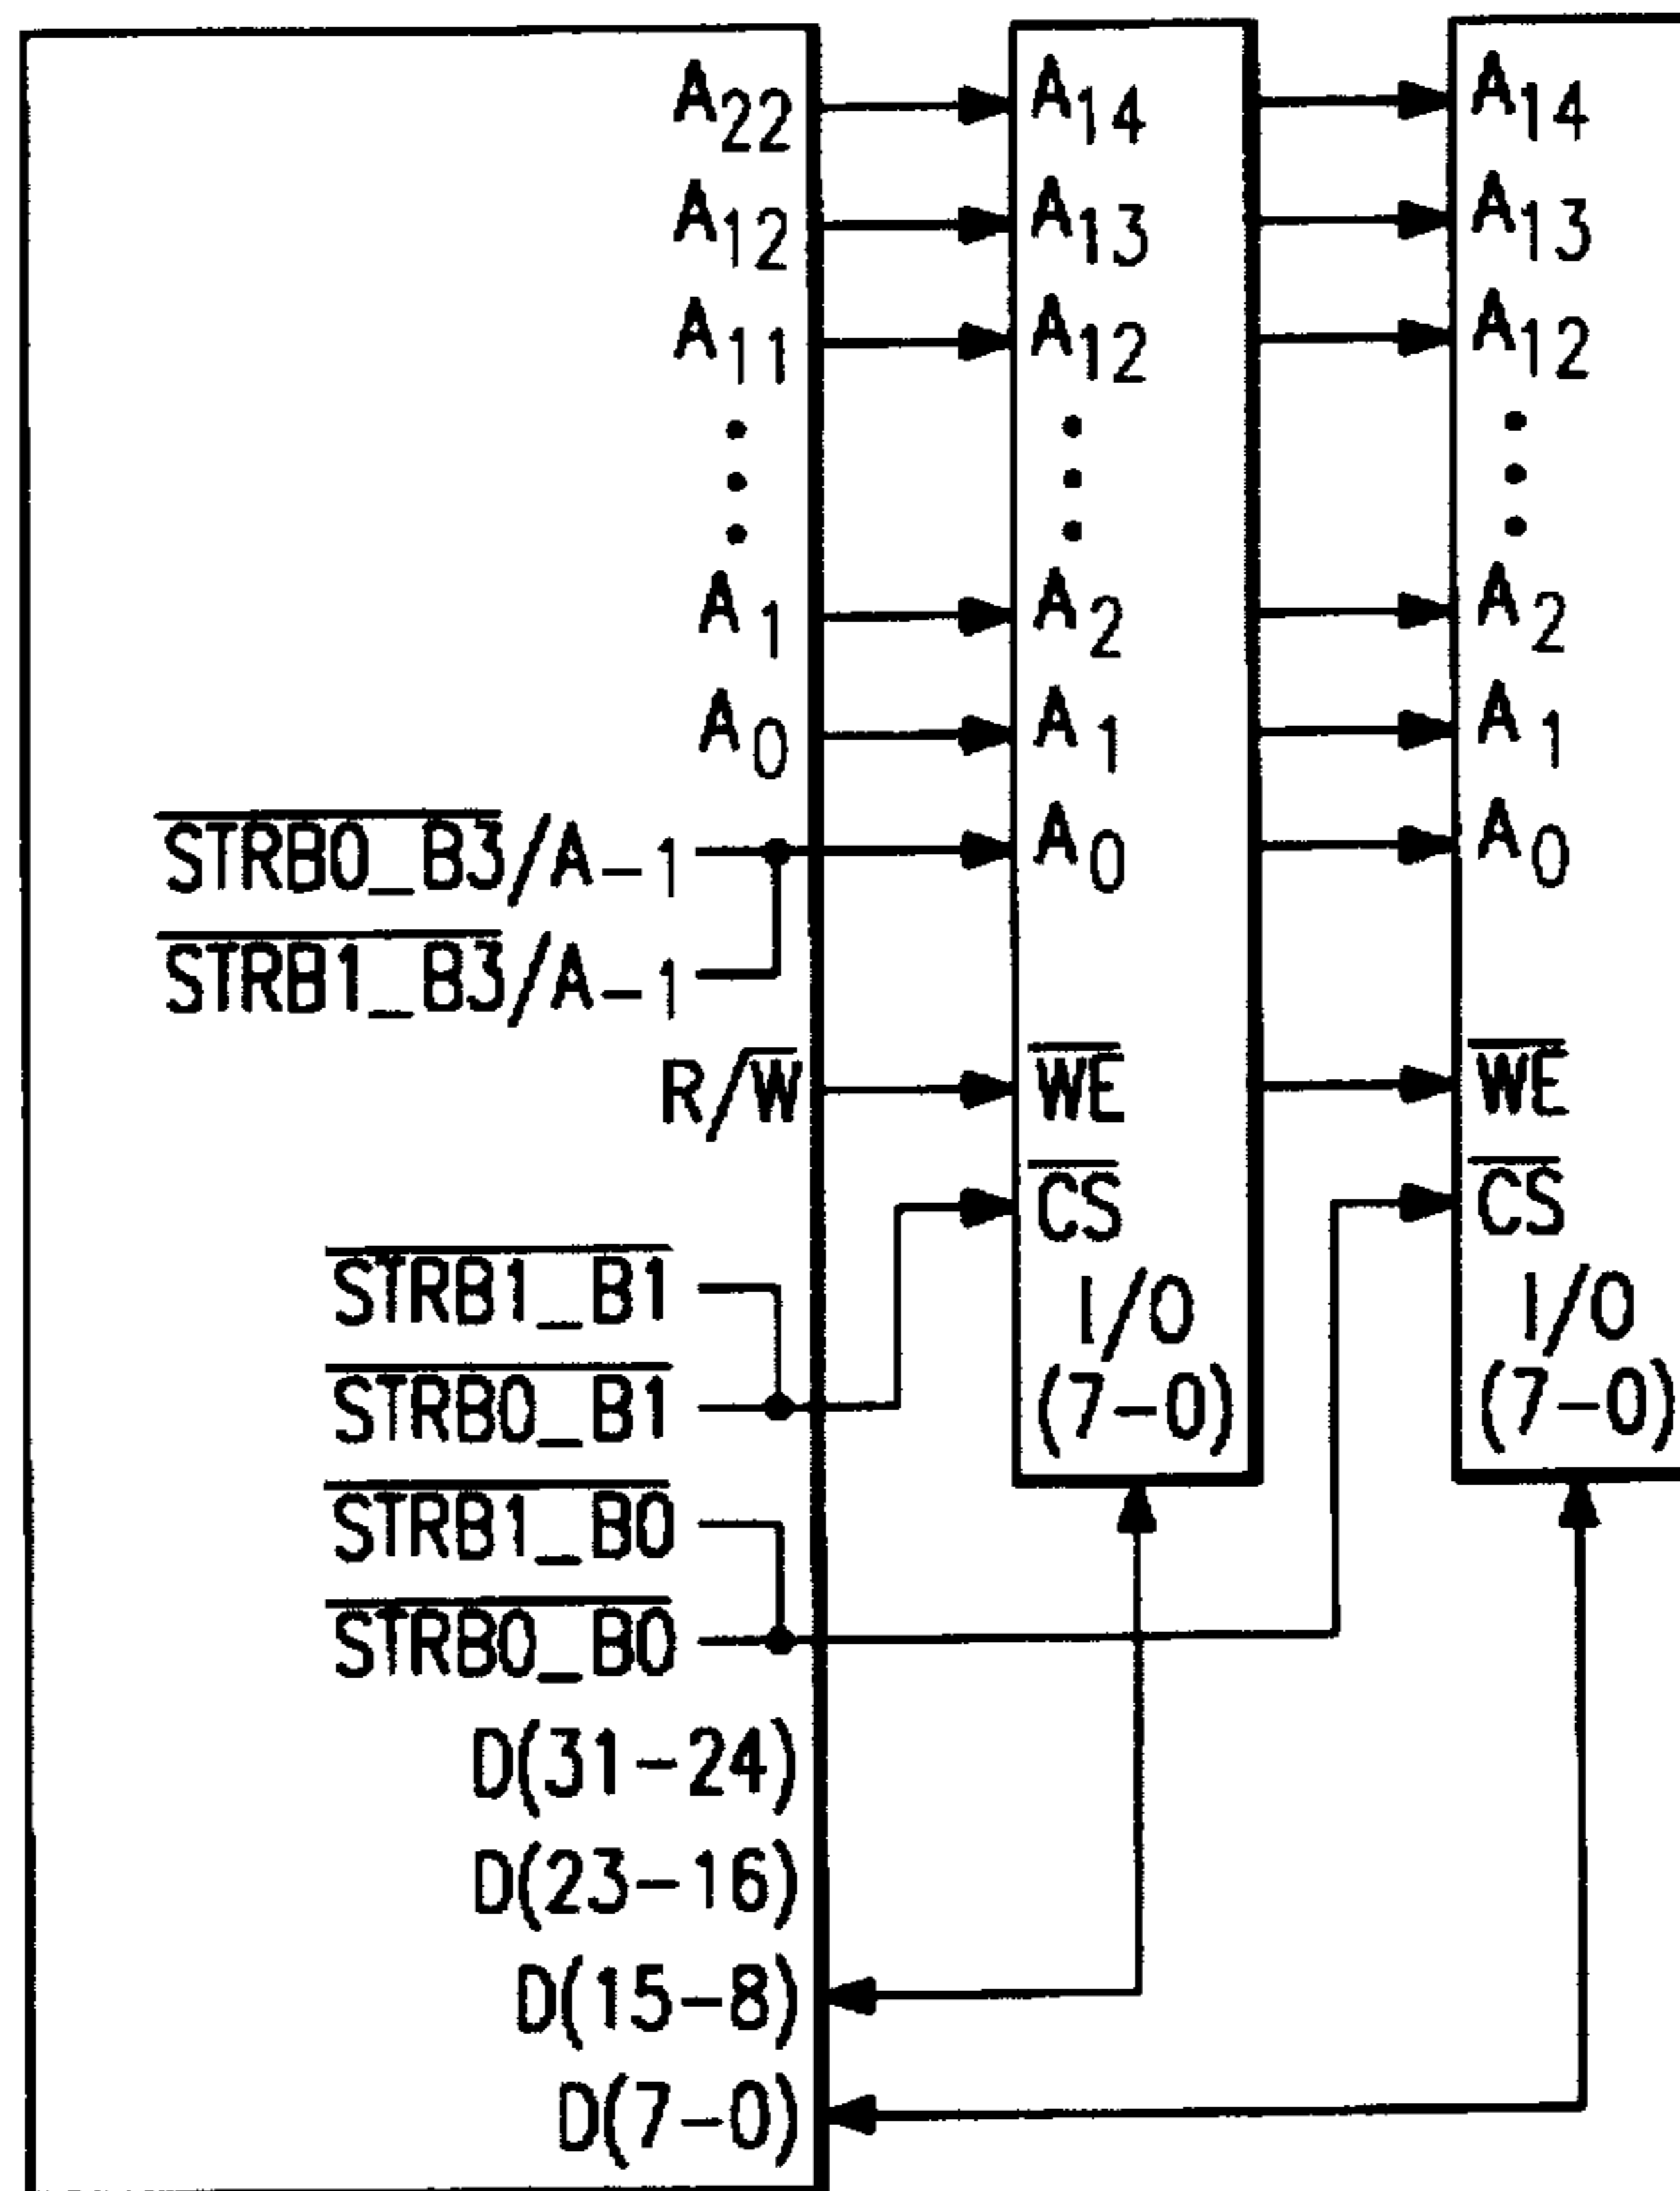 A22
A12
A11
A1
A0
STRB0_B3/A-1
STRB1_B3/A-1
R/W
STRB1_B1
STRB0_B1
STRB1_B0
STRB0_B0
D(31-24)
D(23-16)
D(15-8)
D(7-0)
A14
A13
A12
A2
A1
A0
WE
CS
I/O
(7-0)
A14
A13
A12
A2
A1
A0
WE
CS
I/O
(7-0)